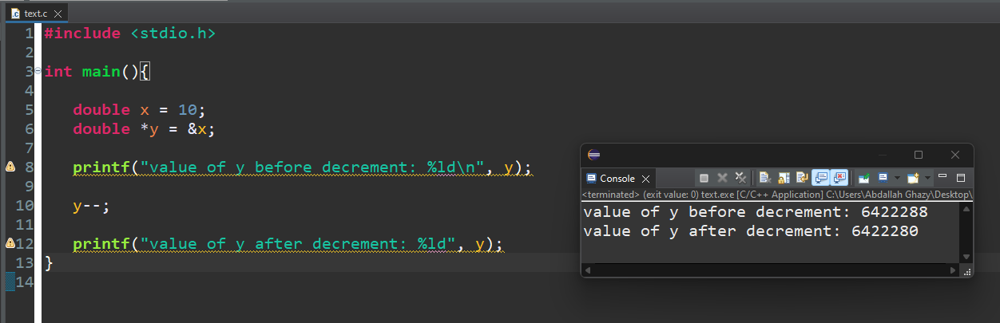 text.c
1 #include <stdio.h>
2
3 int main(){
4
5 double x = 10;
6 double *y = &x;
7
8 printf("value of y before decrement: %ld\n", y);
9
10 y--;
11
12 printf("value of y after decrement: %ld", y);
13 }
14
Console
<terminated> (exit value: 0) text.exe [C/C++ Application] C:\Users\Abdallah Ghazy\Desktop\
value of y before decrement: 6422288
value of y after decrement: 6422280